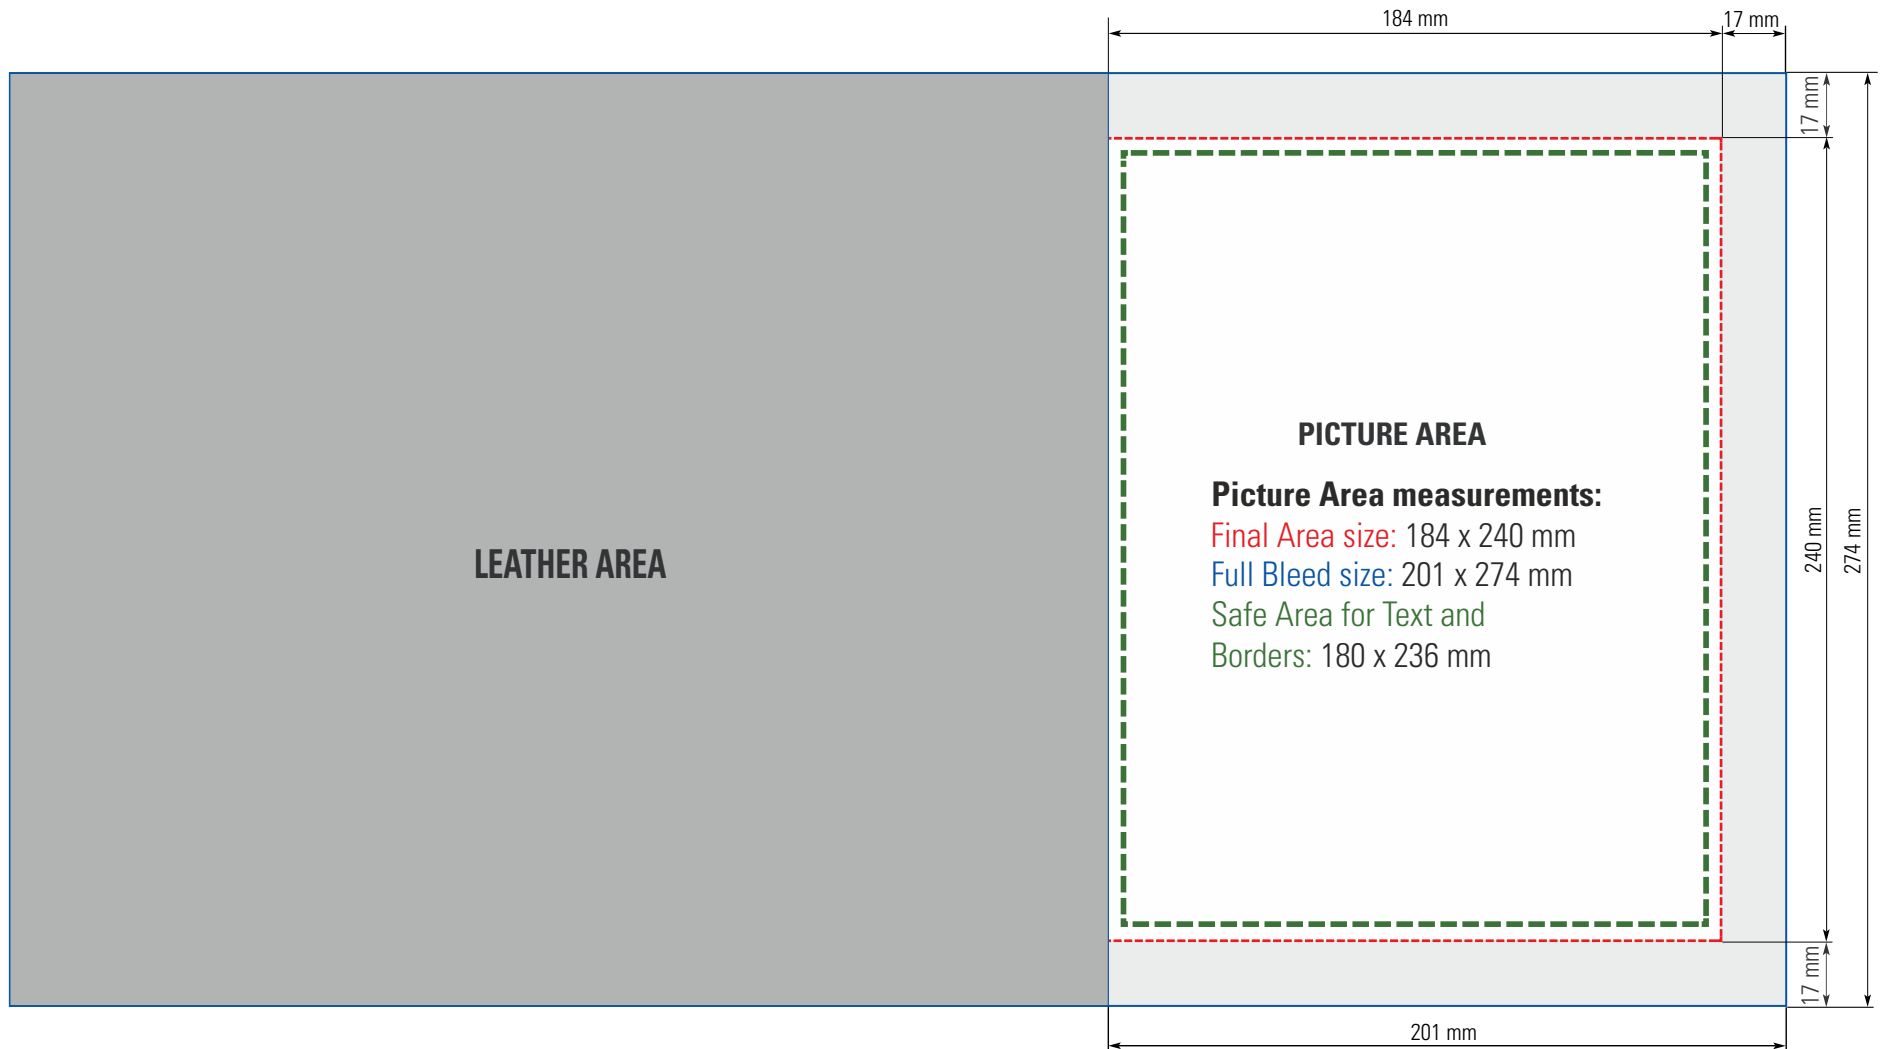 184 mm
17 mm
17 mm
PICTURE AREA
Picture Area measurements:
Final Area size: 184 x 240 mm
Full Bleed size: 201 x 274 mm
Safe Area for Text and
Borders: 180 x 236 mm
LEATHER AREA
240 mm
274 mm
17 mm
201 mm